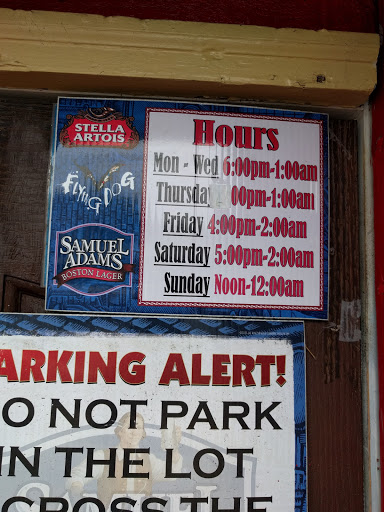 STELLA
ARTOIS
FLYING DOG
SAMUEL
ADAMS
BOSTON LAGER
Hours
Mon - Wed 6:00pm-1:00am
Thursday :00pm-1:00am
Friday 4:00pm-2:00am
Saturday 5:00pm-2:00am
Sunday Noon-12:00am
ARKING ALERT!
O NOT PARK
IN THE LOT
CROSS THE